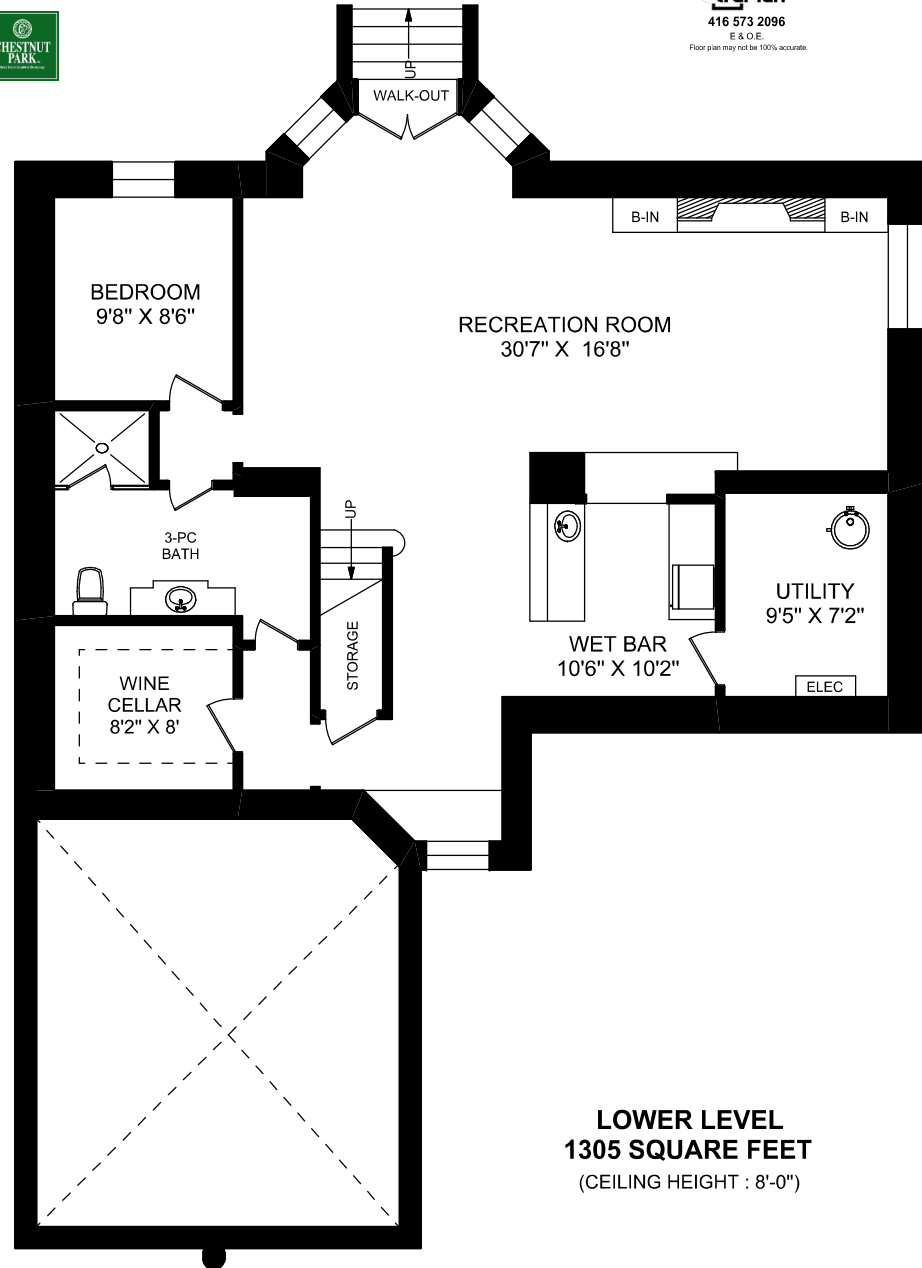 CHESTNUT
PARK
416 573 2096
E & O.E.
Floor plan may not be 100% accurate.
UP
WALK-OUT
B-IN
B-IN
BEDROOM
9'8" X 8'6"
RECREATION ROOM
30'7" X 16'8"
UP
3-PC
BATH
STORAGE
UTILITY
9'5" X 7'2"
WET BAR
10'6" X 10'2"
ELEC
WINE
CELLAR
8'2" X 8'
LOWER LEVEL
1305 SQUARE FEET
(CEILING HEIGHT : 8'-0")